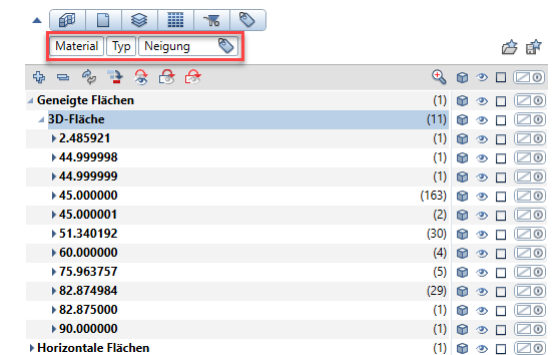 Material Typ Neigung
Geneigte Flächen (1)
3D-Fläche (11)
2.485921 (1)
44.999998 (1)
44.999999 (1)
45.000000 (163)
45.000001 (2)
51.340192 (30)
60.000000 (4)
75.963757 (5)
82.874984 (29)
82.875000 (1)
90.000000 (1)
Horizontale Flächen (1)